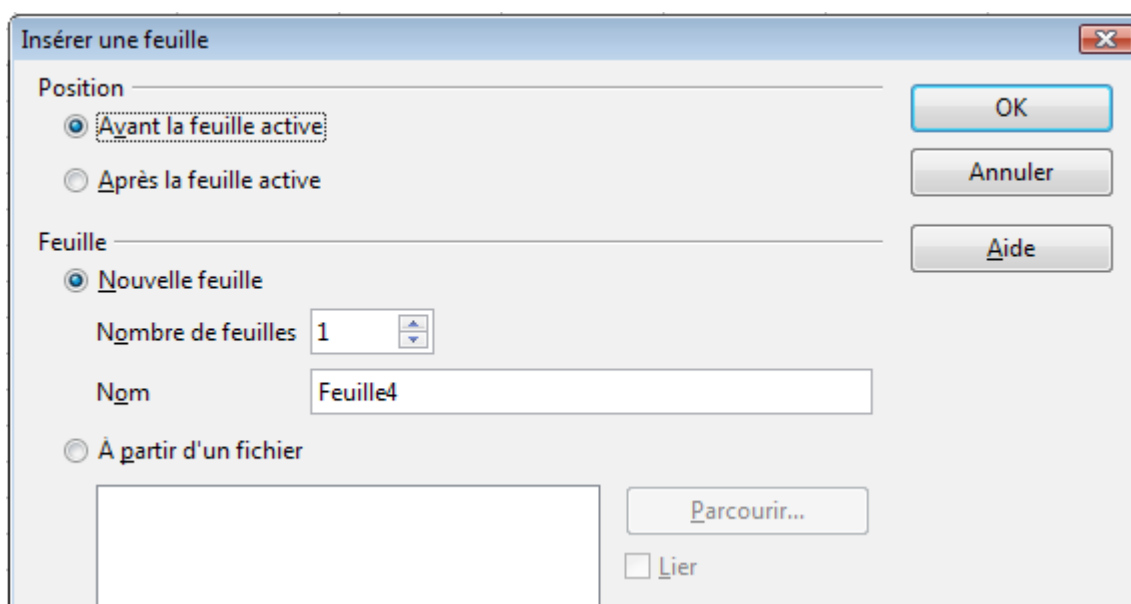 Insérer une feuille
Position
Avant la feuille active
Après la feuille active
OK
Annuler
Aide
Feuille
Nouvelle feuille
Nombre de feuilles 1
Nom Feuille4
À partir d'un fichier
Parcourir...
Lier